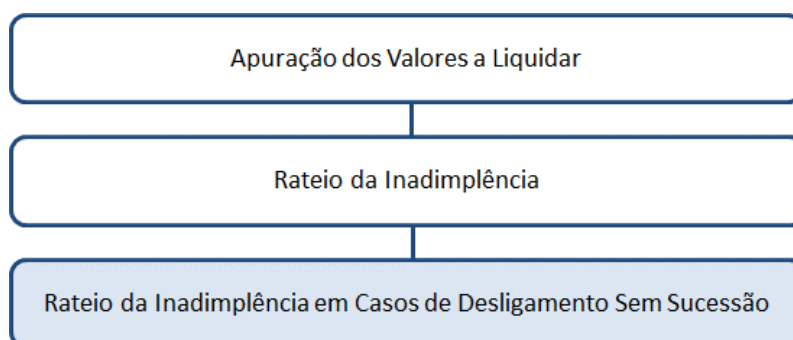 Apuração dos Valores a Liquidar
Rateio da Inadimplência
Rateio da Inadimplência em Casos de Desligamento Sem Sucessão